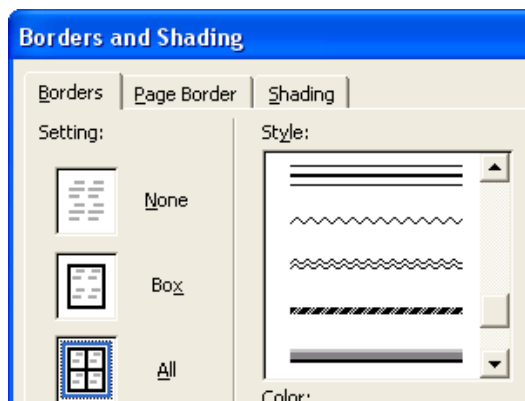 Borders and Shading
Borders Page Border Shading
Setting: Style:
None
Box
All
Color: